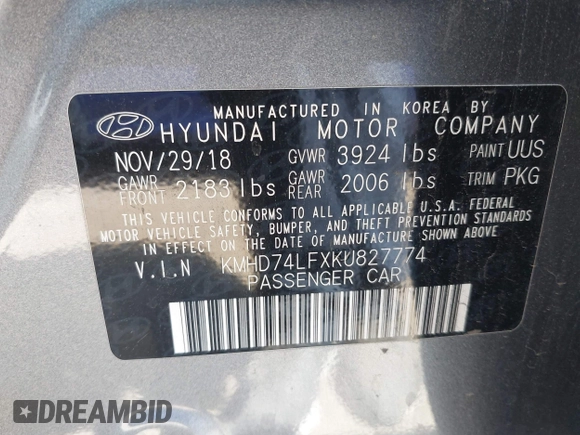 MANUFACTURED IN KOREA BY
HYUNDAI MOTOR COMPANY
NOV/29/18 GVWR 3924 lbs PAINT UUS
GAWR FRONT 2183 lbs GAWR REAR 2006 lbs TRIM PKG
THIS VEHICLE CONFORMS TO ALL APPLICABLE U.S.A. FEDERAL
MOTOR VEHICLE SAFETY, BUMPER, AND THEFT PREVENTION STANDARDS
IN EFFECT ON THE DATE OF MANUFACTURE SHOWN ABOVE.
V.I.N KMHD74LFXKU827774
PASSENGER CAR
DREAMBID